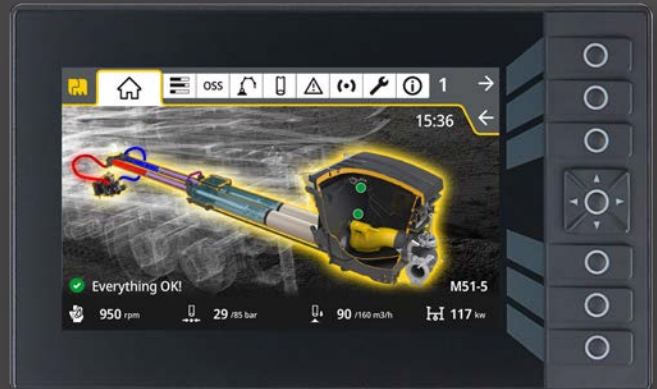 OSS
1
15:36
Everything OK!
M51-5
950 rpm
29 /85 bar
90 /160 m3/h
117 kw